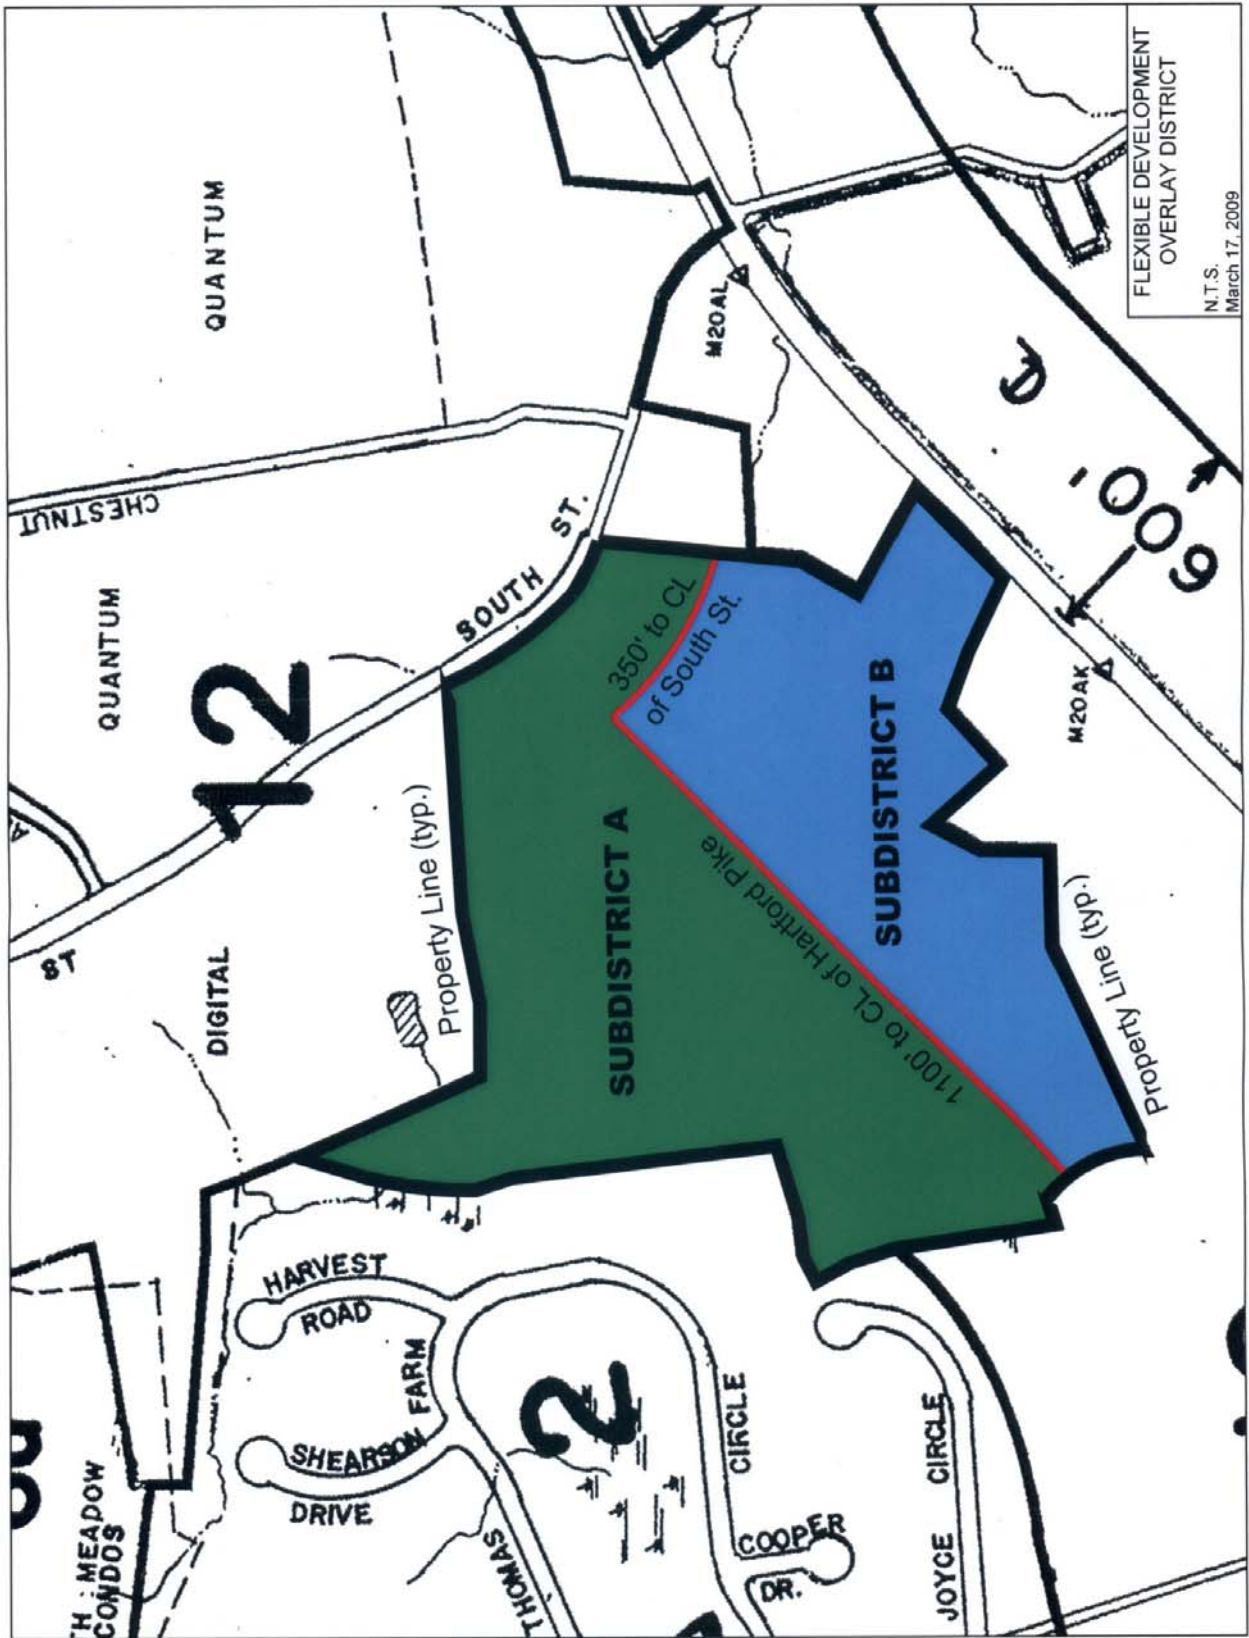 FLEXIBLE DEVELOPMENT
OVERLAY DISTRICT
N.T.S.
March 17, 2009
QUANTUM
CHESTNUT
QUANTUM
12
SOUTH ST.
ST
DIGITAL
Property Line (typ.)
M20AL
600'
350' to CL
of South St.
SUBDISTRICT A
1100' to CL of Hartford Pike
SUBDISTRICT B
M20AK
Property Line (typ.)
HARVEST
ROAD
SHEARSON FARM
DRIVE
MEADOW
CONDOS
2
THOMAS
CIRCLE
COOPER
DR.
JOYCE CIRCLE